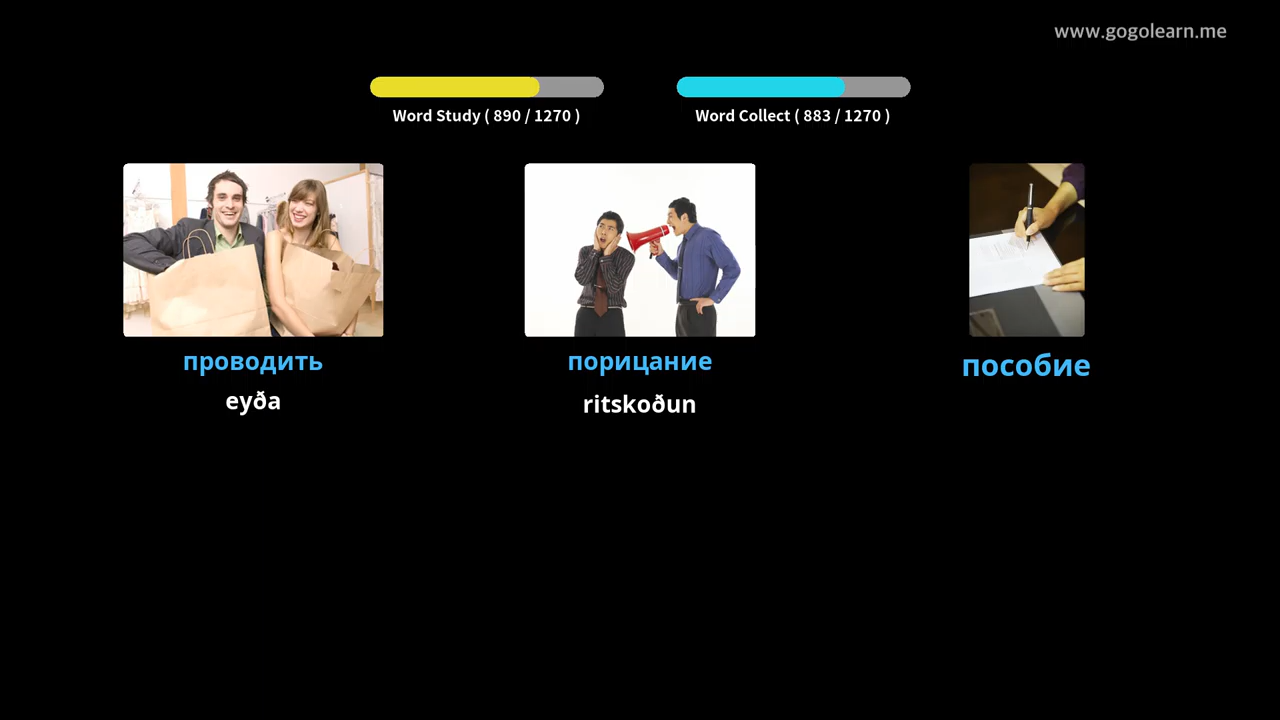 www.gogolearn.me
Word Study ( 890 / 1270 )
Word Collect ( 883 / 1270 )
проводить
порицание
пособие
eyða
ritskoðun